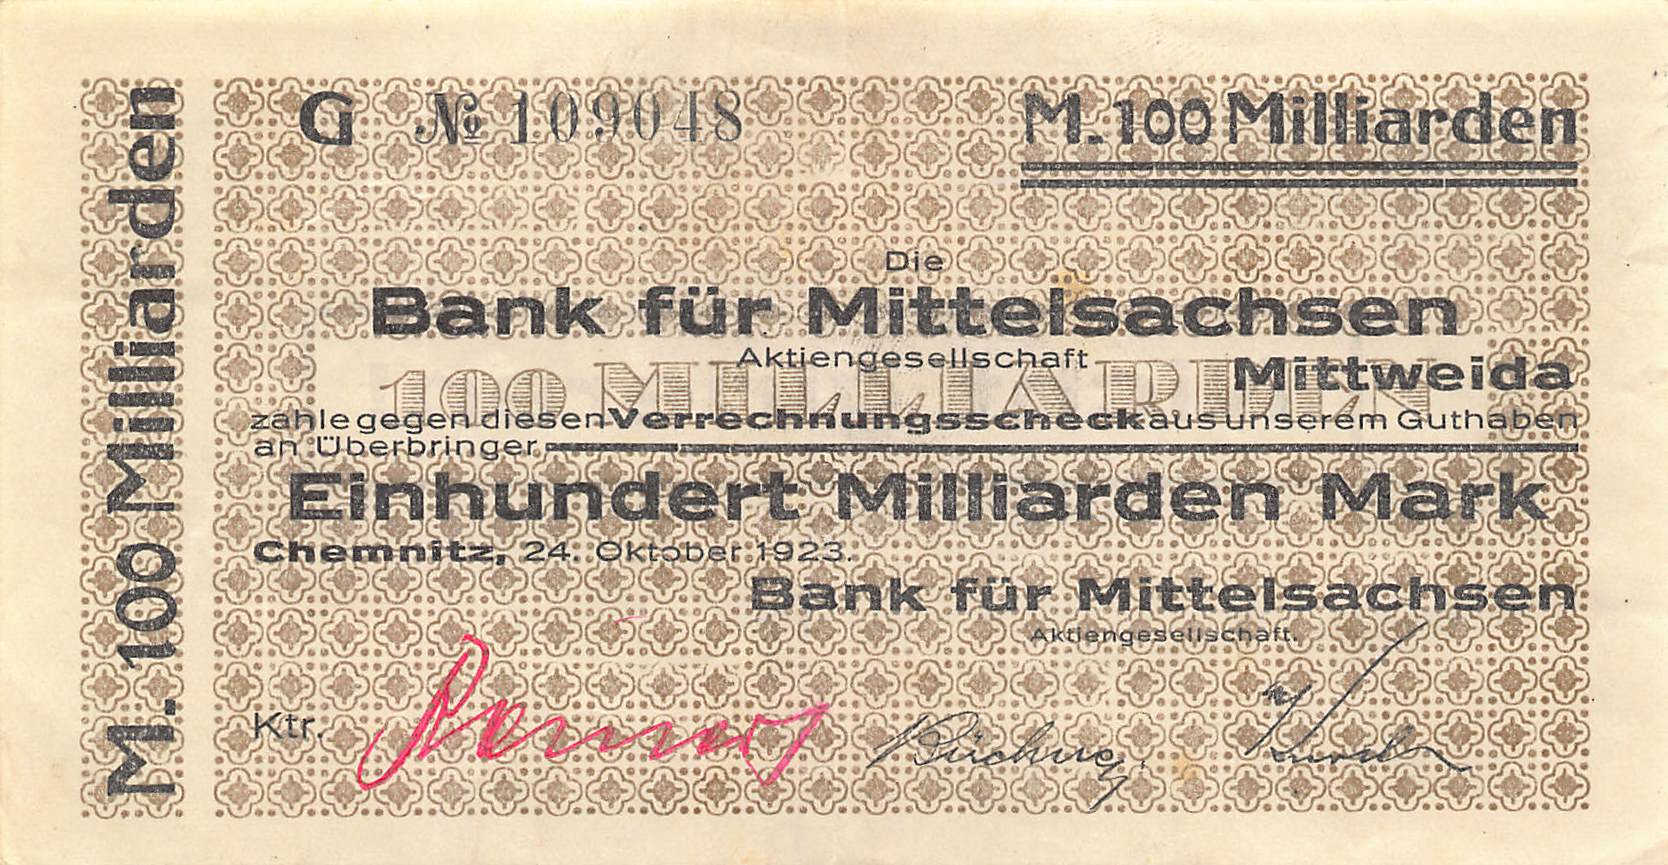 M. 100 Milliarden
G № 109048
M. 100 Milliarden
Die
Bank für Mittelsachsen
Aktiengesellschaft
Mittweida
100 MILLIARDEN
zahle gegen diesen Verrechnungsscheck aus unserem Guthaben
an Überbringer
Einhundert Milliarden Mark
Chemnitz, 24. Oktober 1923.
Bank für Mittelsachsen
Aktiengesellschaft.
Ktr.